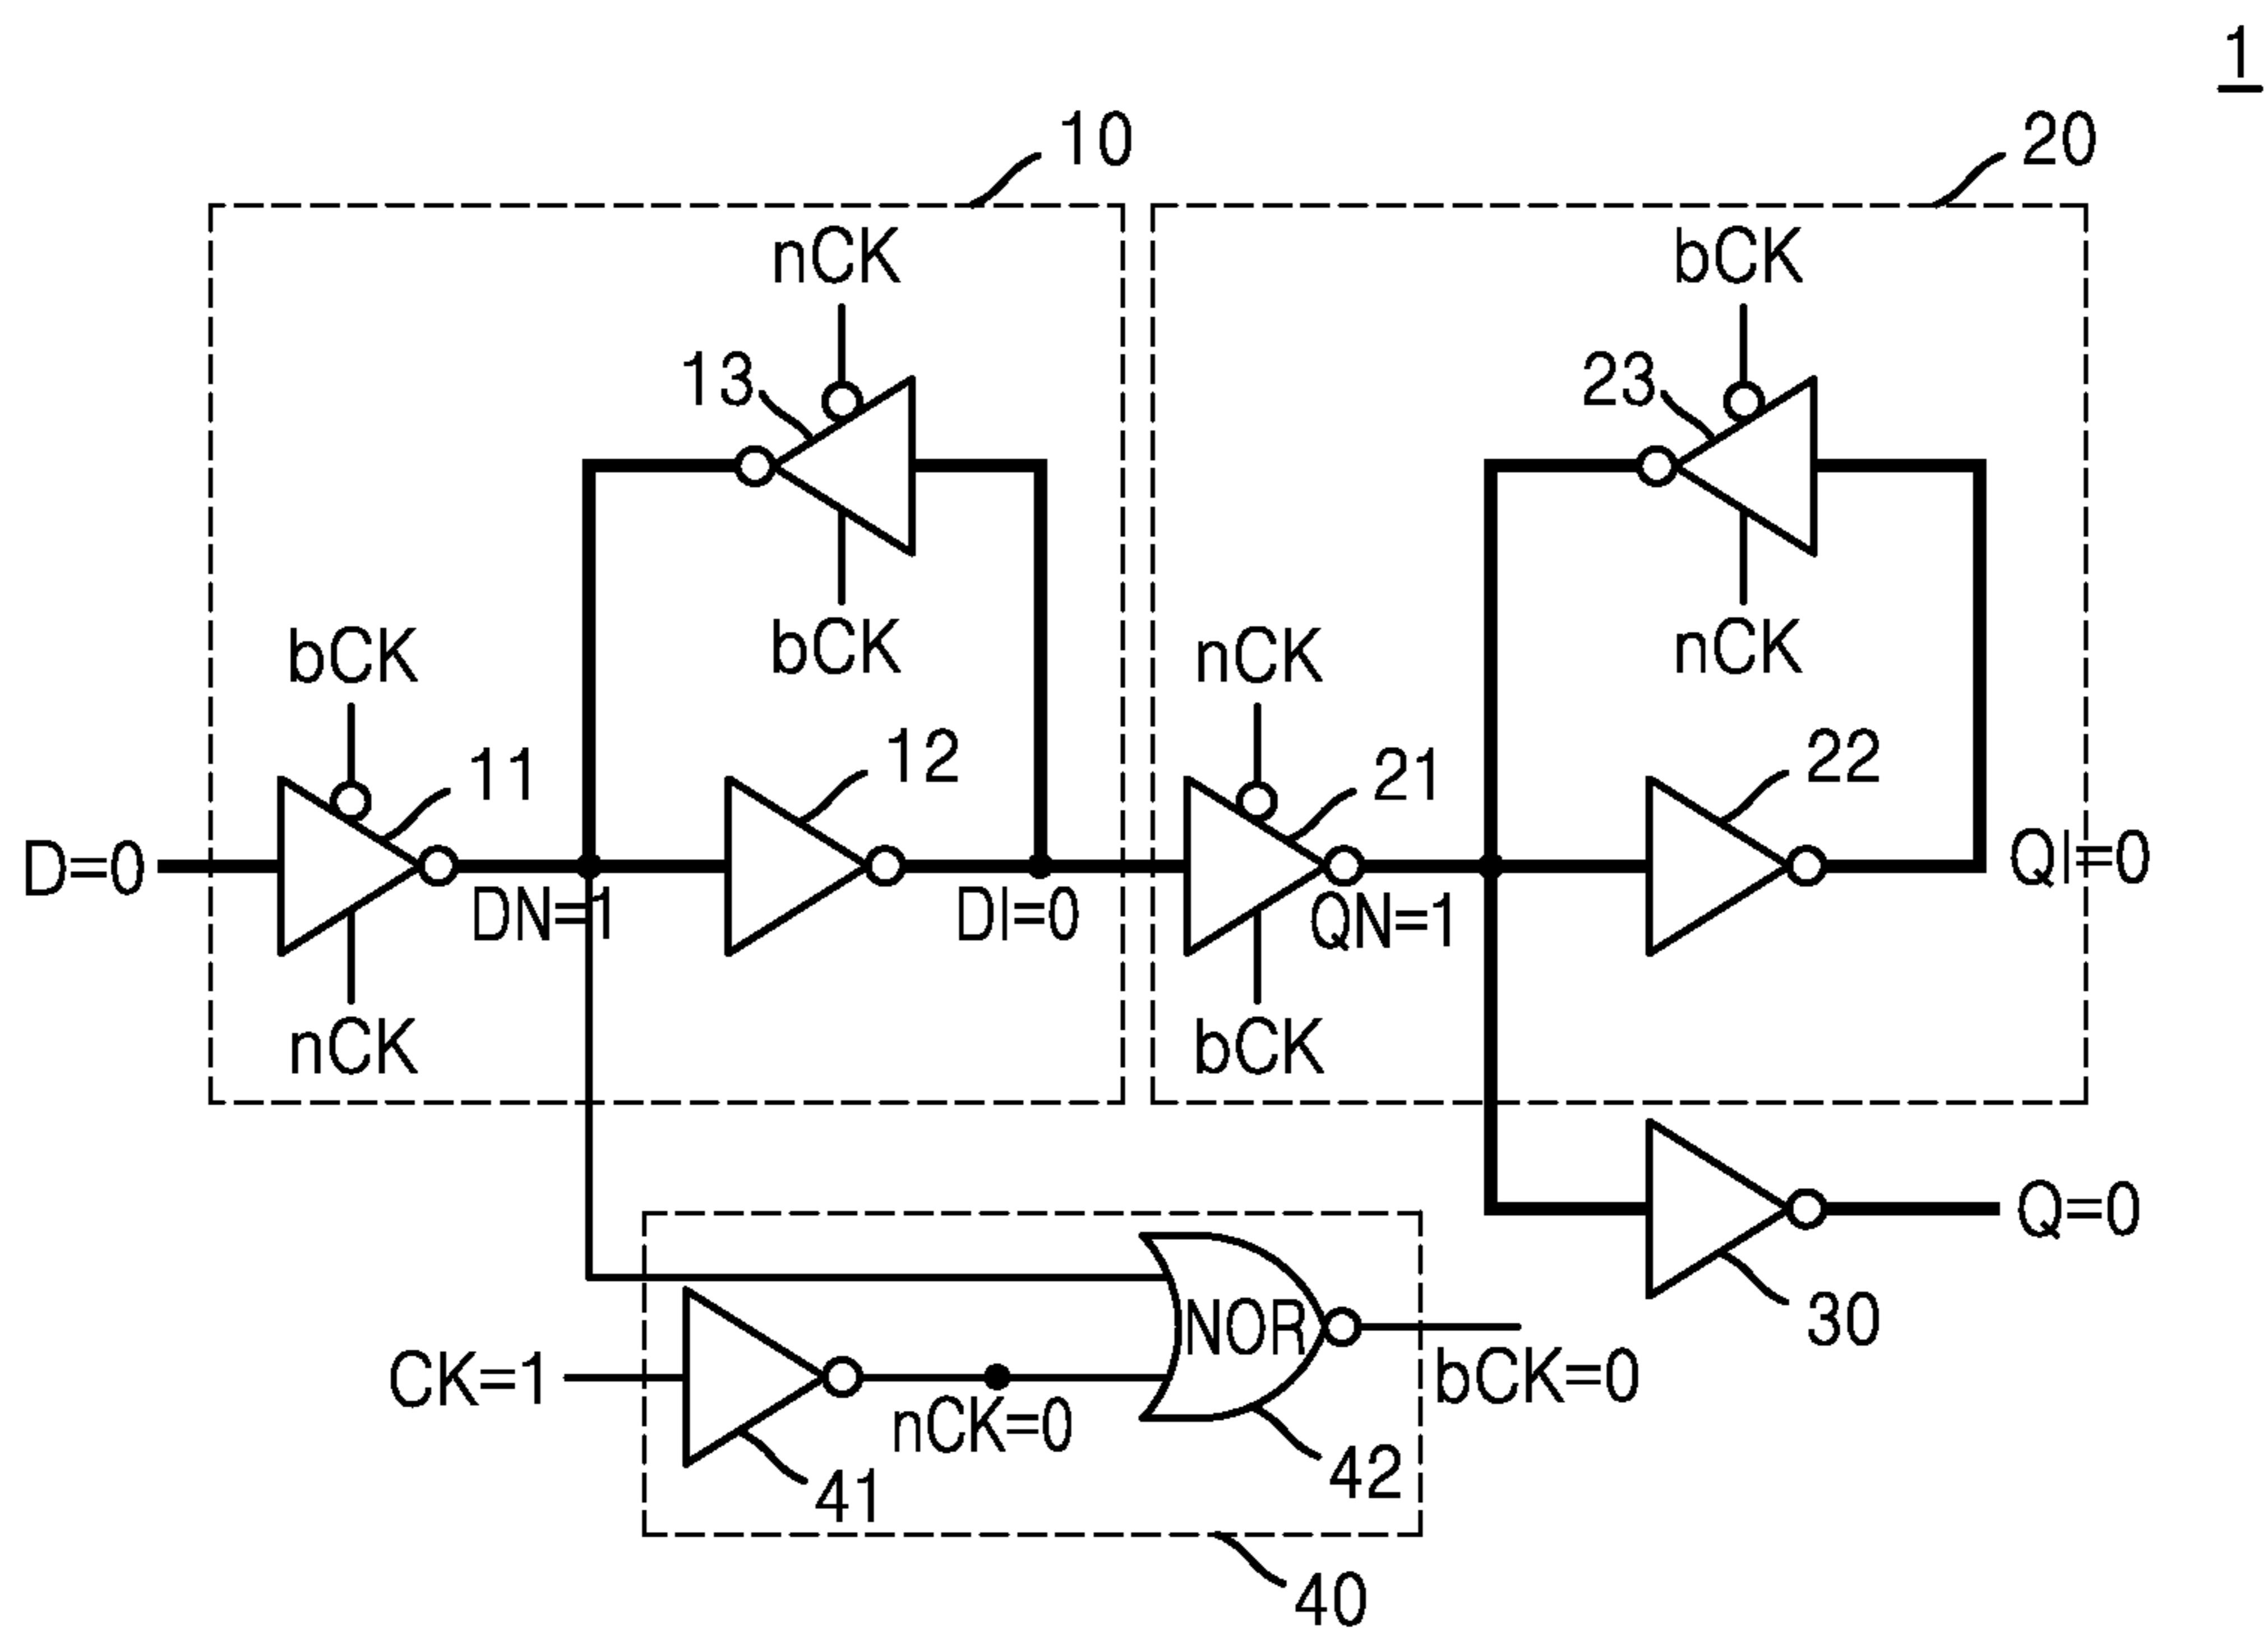 1
10
20
nCK
bCK
13
23
bCK
nCK
bCK
nCK
11
12
21
22
D=0
DN=1
DI=0
QN=1
QI=0
nCK
bCK
Q=0
NOR
30
CK=1
nCK=0
bCK=0
41
42
40